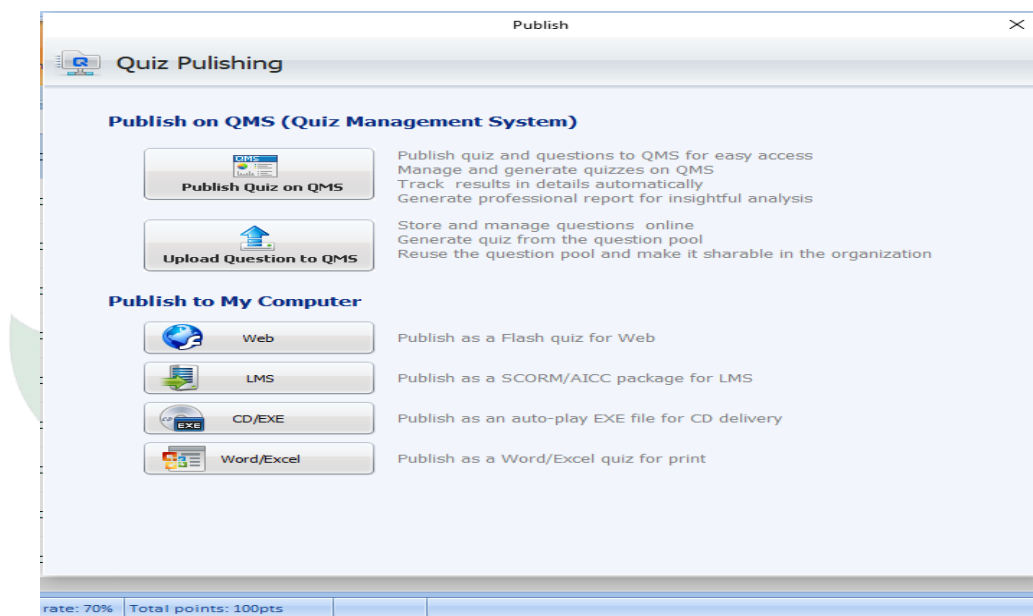 Publish
Quiz Pulishing
Publish on QMS (Quiz Management System)
QMS
Publish Quiz on QMS
Publish quiz and questions to QMS for easy access
Manage and generate quizzes on QMS
Track results in details automatically
Generate professional report for insightful analysis
Upload Question to QMS
Store and manage questions online
Generate quiz from the question pool
Reuse the question pool and make it sharable in the organization
Publish to My Computer
Web
Publish as a Flash quiz for Web
LMS
Publish as a SCORM/AICC package for LMS
EXE
CD/EXE
Publish as an auto-play EXE file for CD delivery
Word/Excel
Publish as a Word/Excel quiz for print
rate: 70% Total points: 100pts